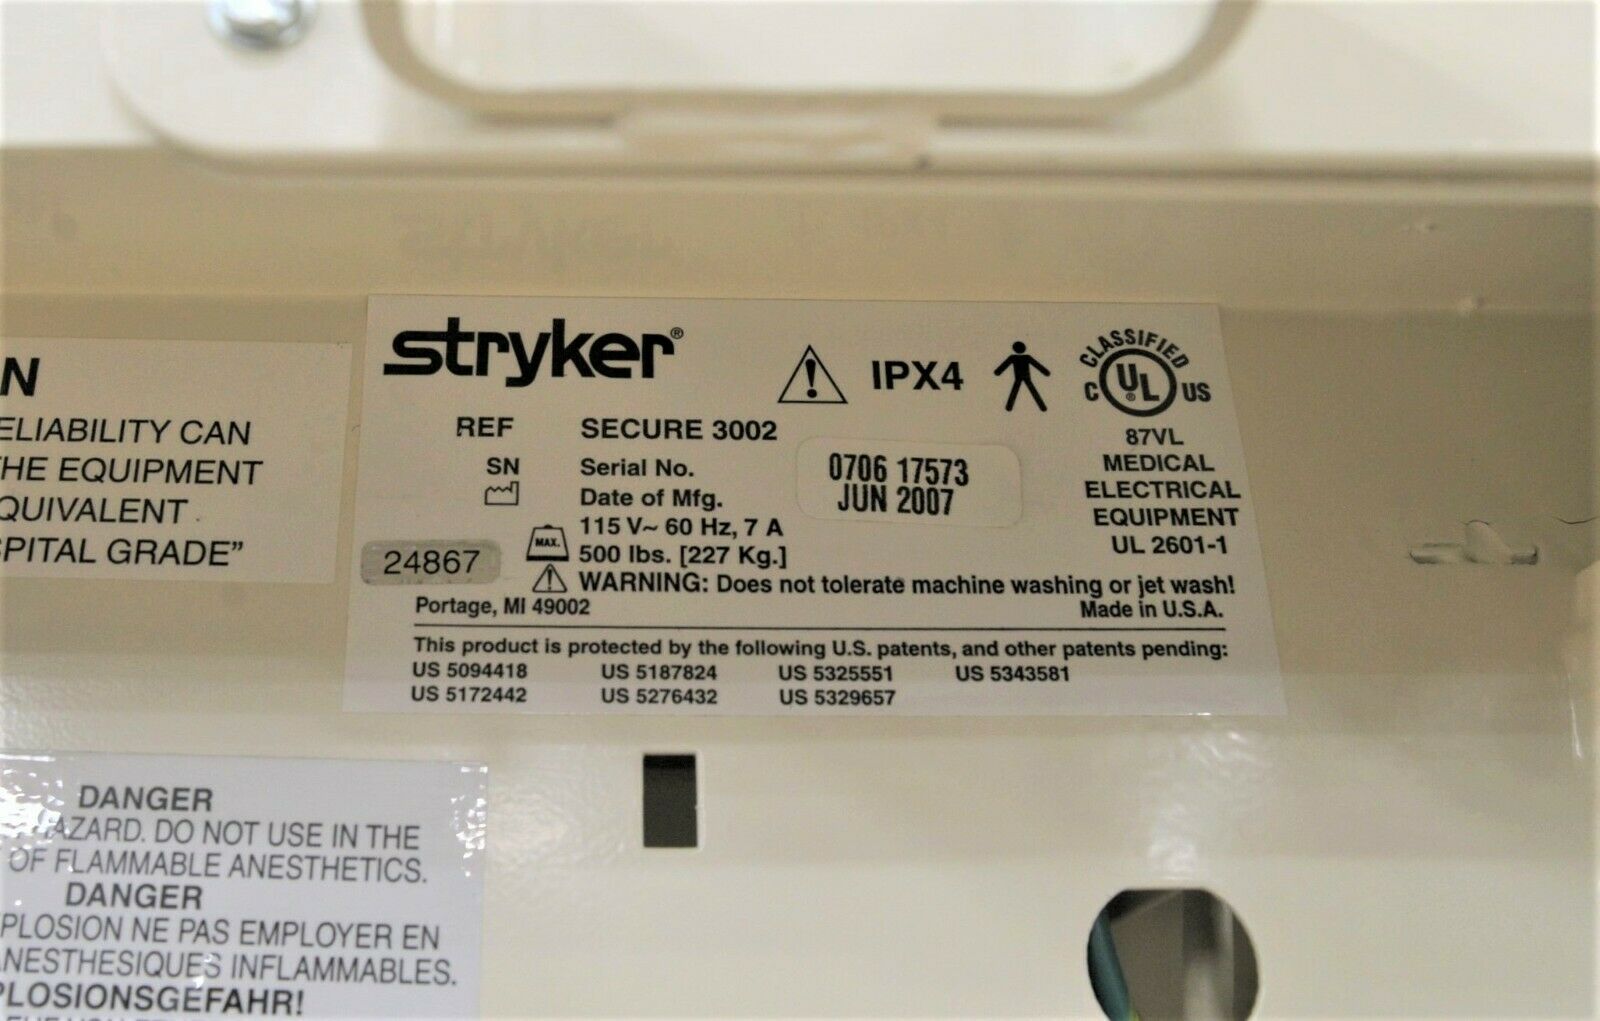 stryker®
IPX4
CLASSIFIED
C UL® US
REF SECURE 3002
87VL
MEDICAL
ELECTRICAL
EQUIPMENT
UL 2601-1
SN Serial No. 0706 17573
Date of Mfg. JUN 2007
115 V~ 60 Hz, 7 A
MAX. 500 lbs. [227 Kg.]
24867
WARNING: Does not tolerate machine washing or jet wash!
Portage, MI 49002 Made in U.S.A.
This product is protected by the following U.S. patents, and other patents pending:
US 5094418 US 5187824 US 5325551 US 5343581
US 5172442 US 5276432 US 5329657
N
ELIABILITY CAN
HE EQUIPMENT
QUIVALENT
SPITAL GRADE”
DANGER
AZARD. DO NOT USE IN THE
OF FLAMMABLE ANESTHETICS.
DANGER
PLOSION NE PAS EMPLOYER EN
NESTHESIQUES INFLAMMABLES.
PLOSIONSGEFAHR!